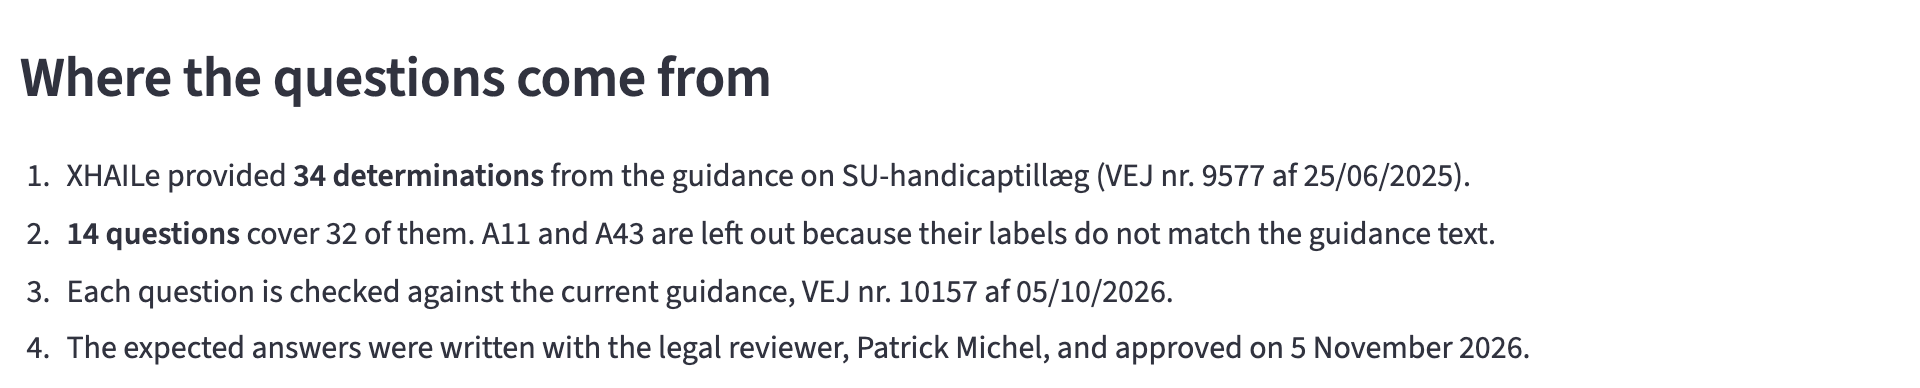 Where the questions come from
1. XHAILe provided 34 determinations from the guidance on SU-handicaptillæg (VEJ nr. 9577 af 25/06/2025).
2. 14 questions cover 32 of them. A11 and A43 are left out because their labels do not match the guidance text.
3. Each question is checked against the current guidance, VEJ nr. 10157 af 05/10/2026.
4. The expected answers were written with the legal reviewer, Patrick Michel, and approved on 5 November 2026.